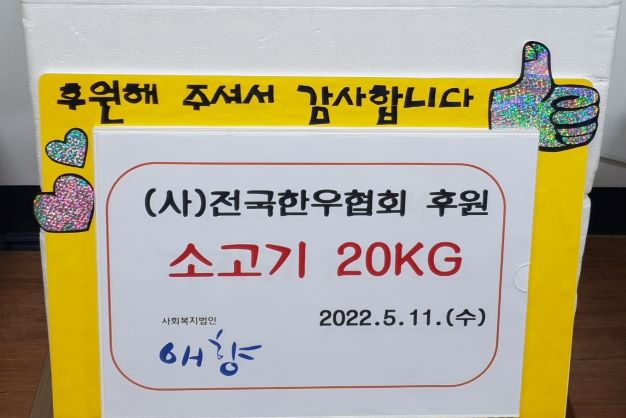 후원해 주셔서 감사합니다
(사)전국한우협회 후원
소고기 20KG
2022.5.11.(수)
사회복지법인
애향